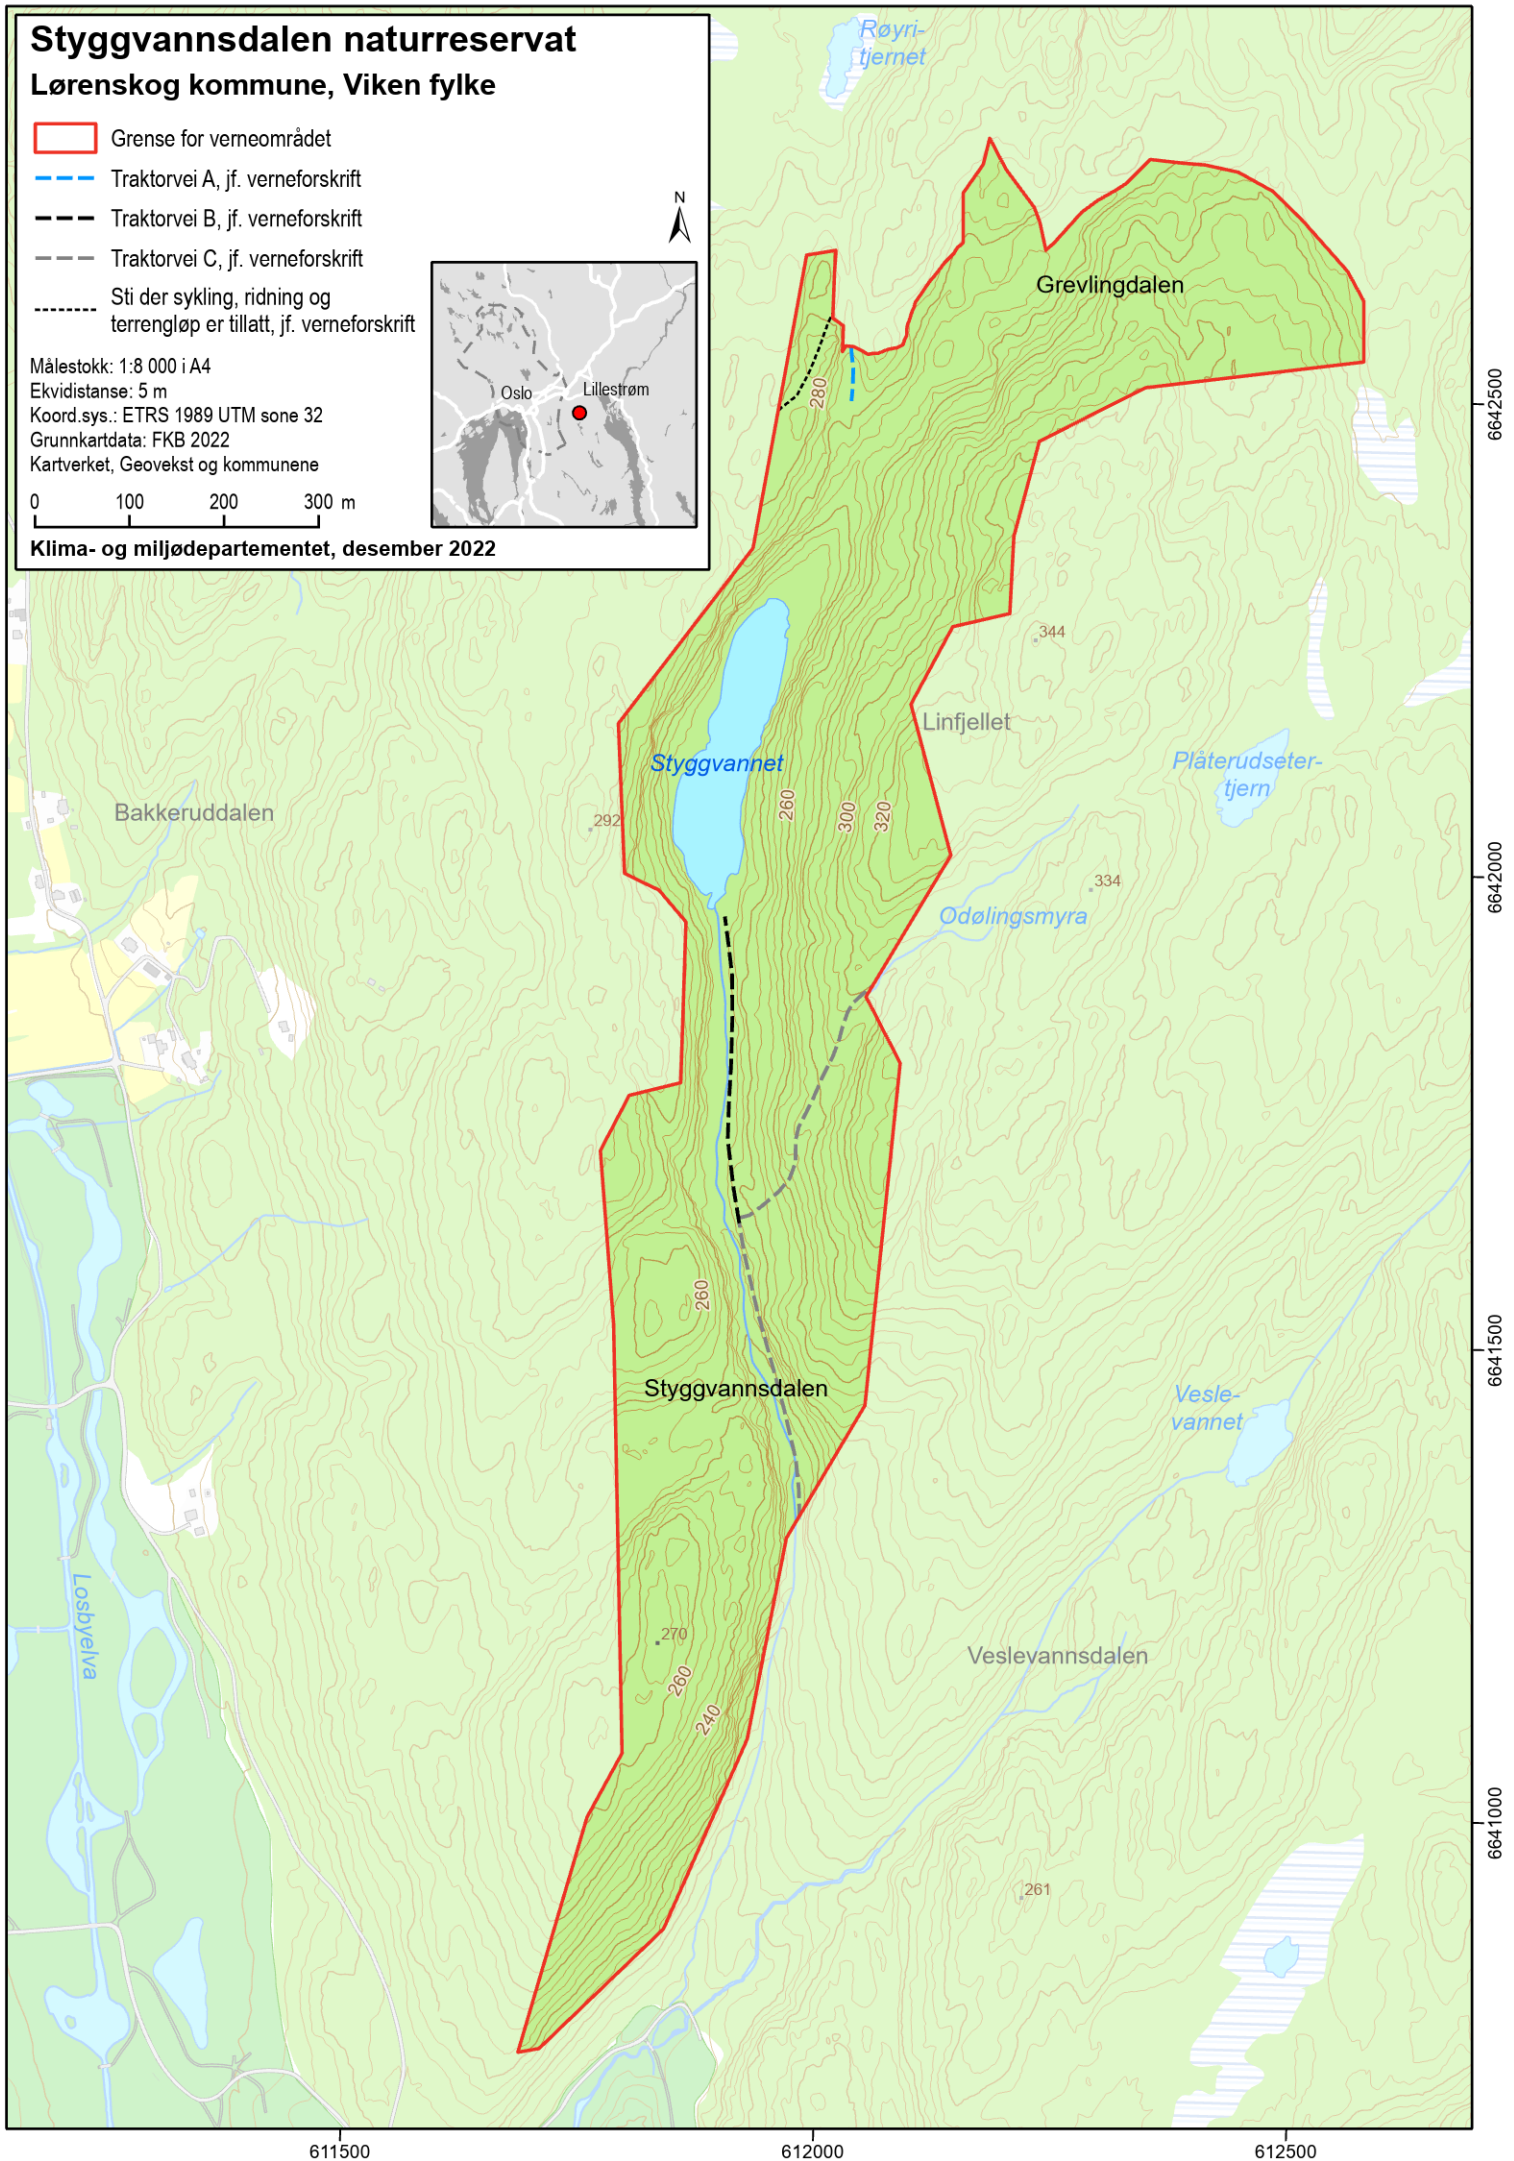 Styggvannsdalen naturreservat
Lørenskog kommune, Viken fylke
Grense for verneområdet
Traktorvei A, jf. verneforskrift
Traktorvei B, jf. verneforskrift
Traktorvei C, jf. verneforskrift
Sti der sykling, ridning og
terrengløp er tillatt, jf. verneforskrift
N
Målestokk: 1:8 000 i A4
Ekvidistanse: 5 m
Koord.sys.: ETRS 1989 UTM sone 32
Grunnkartdata: FKB 2022
Kartverket, Geovekst og kommunene
0 100 200 300 m
Oslo
Lillestrøm
Klima- og miljødepartementet, desember 2022
Røyri-
tjernet
Grevlingdalen
280
6642500
344
Linfjellet
Styggvannet
Plåterudseter-
tjern
Bakkeruddalen
292
260
300
320
334
6642000
Odølingsmyra
260
6641500
Styggvannsdalen
Vesle-
vannet
Losbyelva
270
Veslevannsdalen
260
240
6641000
261
611500
612000
612500